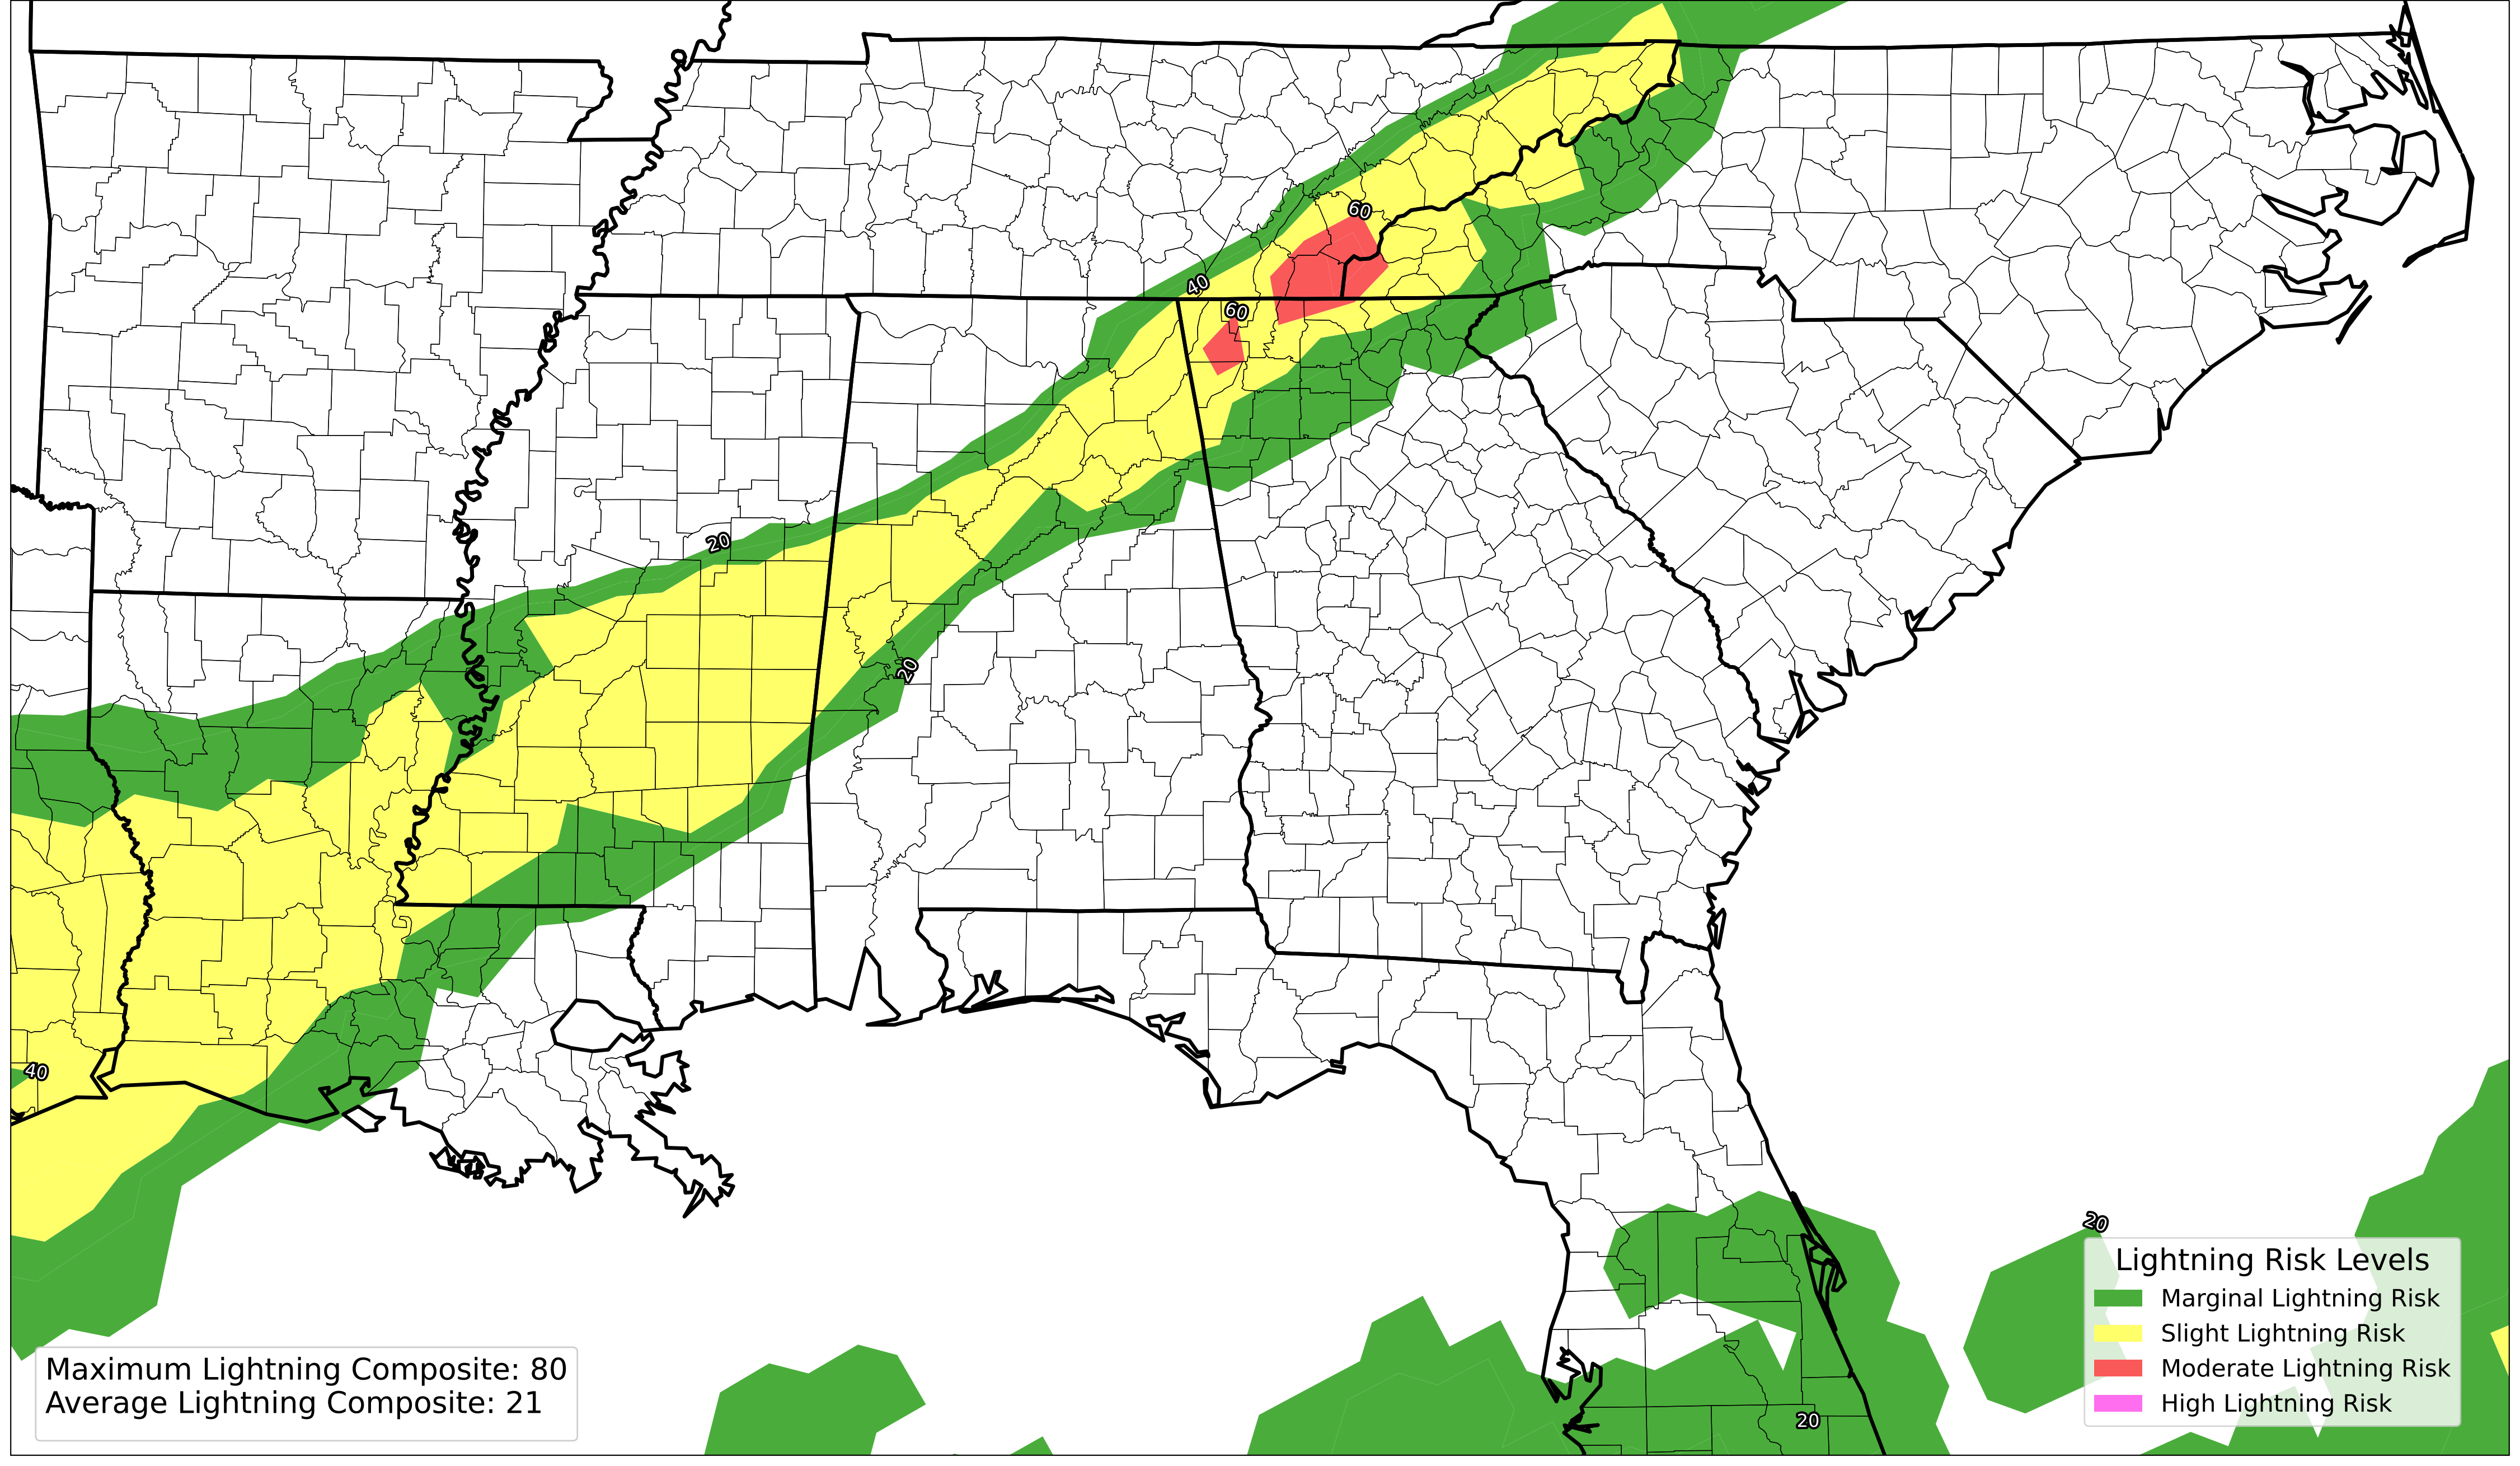 60
40
60
20
20
40
20
20
Lightning Risk Levels
Marginal Lightning Risk
Slight Lightning Risk
Moderate Lightning Risk
High Lightning Risk
Maximum Lightning Composite: 80
Average Lightning Composite: 21